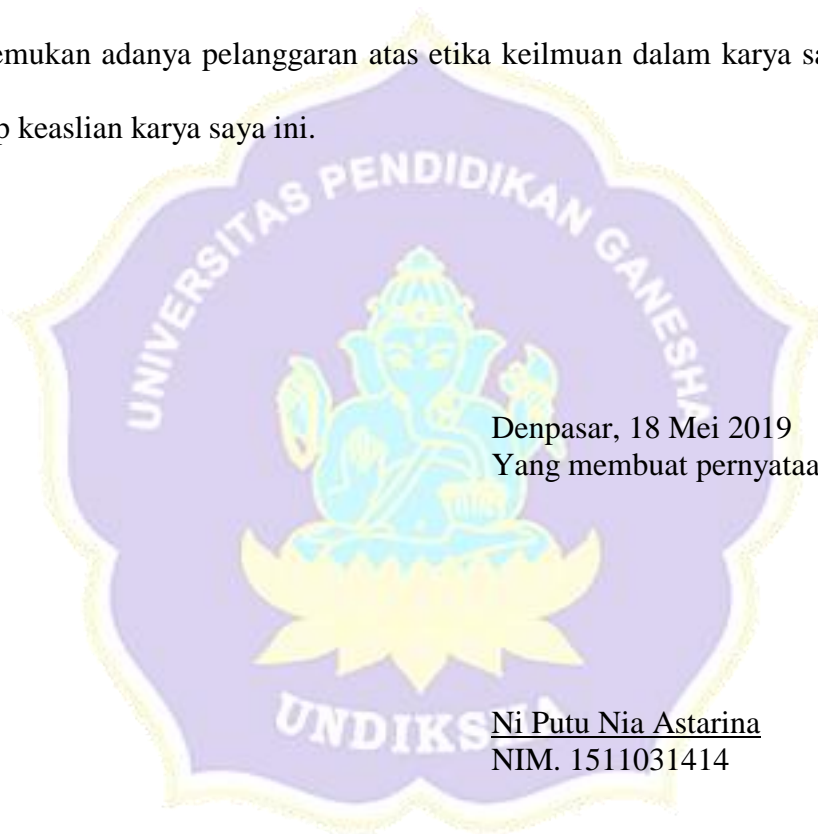 emukan adanya pelanggaran atas etika keilmuan dalam karya sa
p keaslian karya saya ini.
UNIVERSITAS PENDIDIKAN GANESHA
Denpasar, 18 Mei 2019
Yang membuat pernyataa
UNDIKSHA
Ni Putu Nia Astarina
NIM. 1511031414